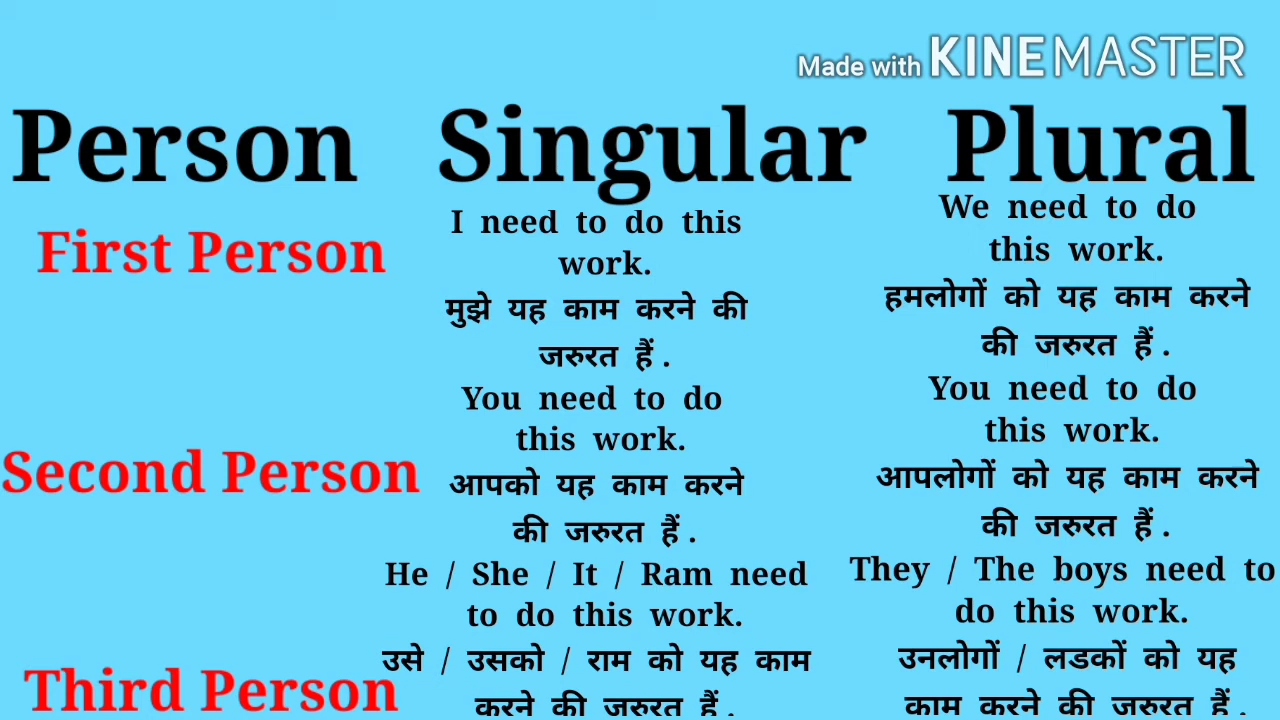 Made with KINEMASTER
Person Singular Plural
First Person
I need to do this
work.
मुझे यह काम करने की
जरुरत हैं .
We need to do
this work.
हमलोगों को यह काम करने
की जरुरत हैं .
Second Person
You need to do
this work.
आपको यह काम करने
की जरुरत हैं .
You need to do
this work.
आपलोगों को यह काम करने
की जरुरत हैं .
Third Person
He / She / It / Ram need
to do this work.
उसे / उसको / राम को यह काम
करने की जरुरत हैं .
They / The boys need to
do this work.
उनलोगों / लडकों को यह
काम करने की जरुरत हैं .